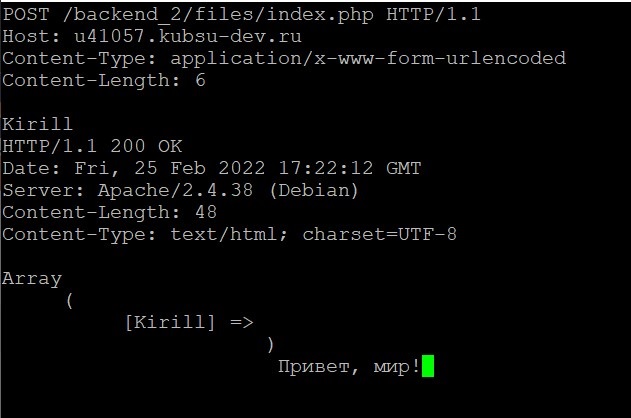 POST /backend_2/files/index.php HTTP/1.1
Host: u41057.kubsu-dev.ru
Content-Type: application/x-www-form-urlencoded
Content-Length: 6

Kirill
HTTP/1.1 200 OK
Date: Fri, 25 Feb 2022 17:22:12 GMT
Server: Apache/2.4.38 (Debian)
Content-Length: 48
Content-Type: text/html; charset=UTF-8

Array
(
[Kirill] =>
)
Привет, мир!